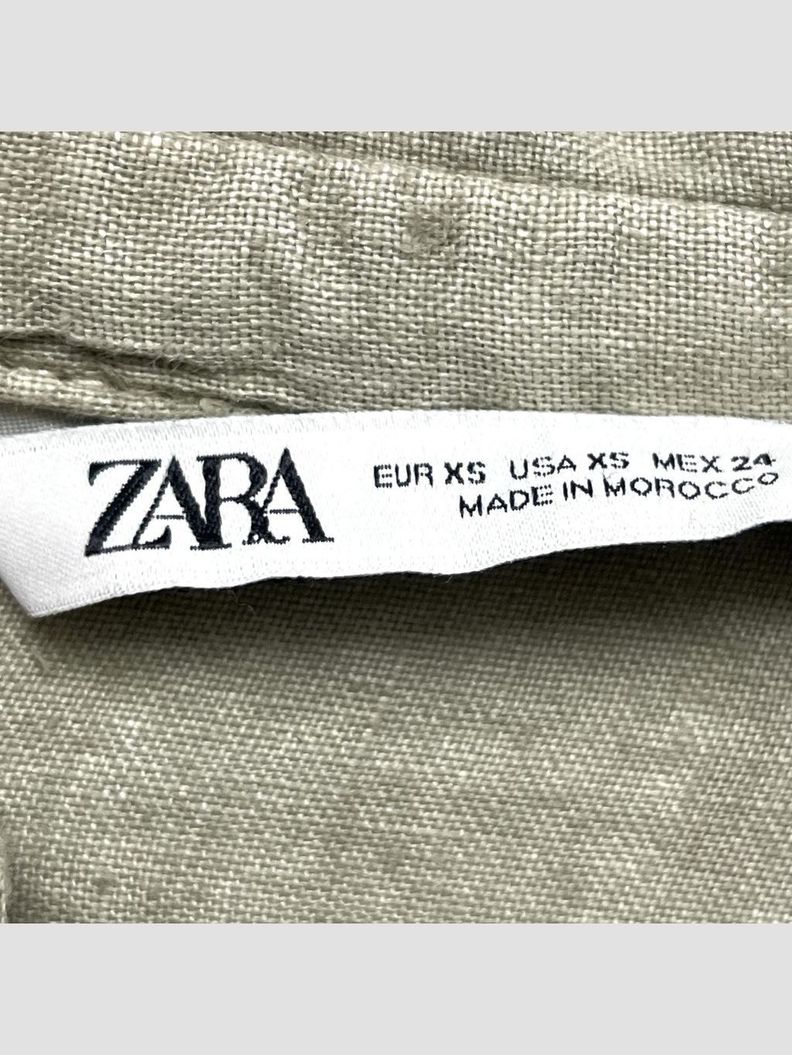 ZARA
EUR XS USA XS MEX 24
MADE IN MOROCCO